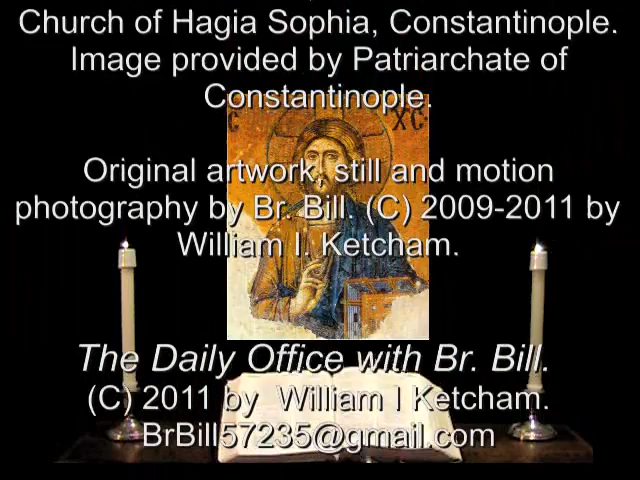 Church of Hagia Sophia, Constantinople.
Image provided by Patriarchate of
Constantinople.
C XC
Original artwork, still and motion
photography by Br. Bill. (C) 2009-2011 by
William I. Ketcham.
The Daily Office with Br. Bill.
(C) 2011 by William I Ketcham.
BrBill57235@gmail.com